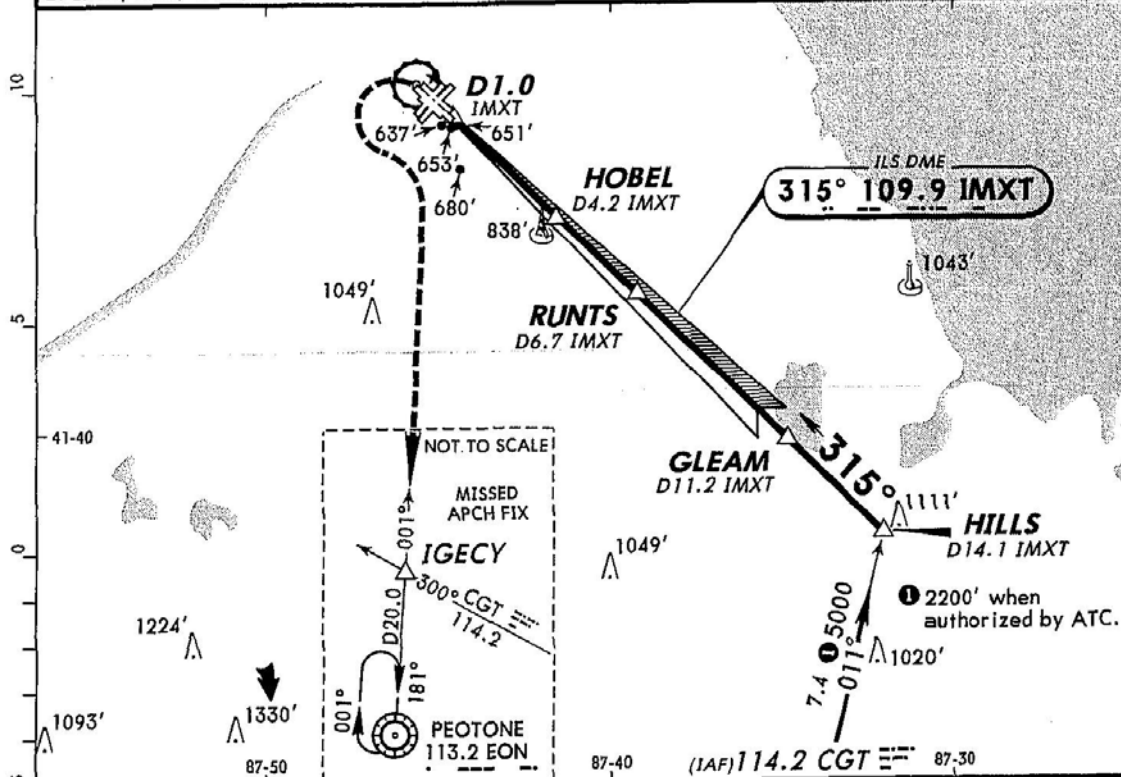 10
D1.0
IMXT
637'
651'
653'
680'
HOBEL
D4.2 IMXT
838'
ILS DME
315° 109.9 IMXT
1043'
1049'
5
RUNTS
D6.7 IMXT
41-40
GLEAM
D11.2 IMXT
315°
1111'
HILLS
D14.1 IMXT
NOT TO SCALE
MISSED
APCH FIX
001°
IGECY
300° CGT
114.2
D20.0
181°
001°
PEOTONE
113.2 EON
0
1049'
1 2200' when
authorized by ATC.
7.4 1 5000
011°
1020'
1224'
1330'
1093'
87-50
87-40
(IAF) 114.2 CGT
87-30